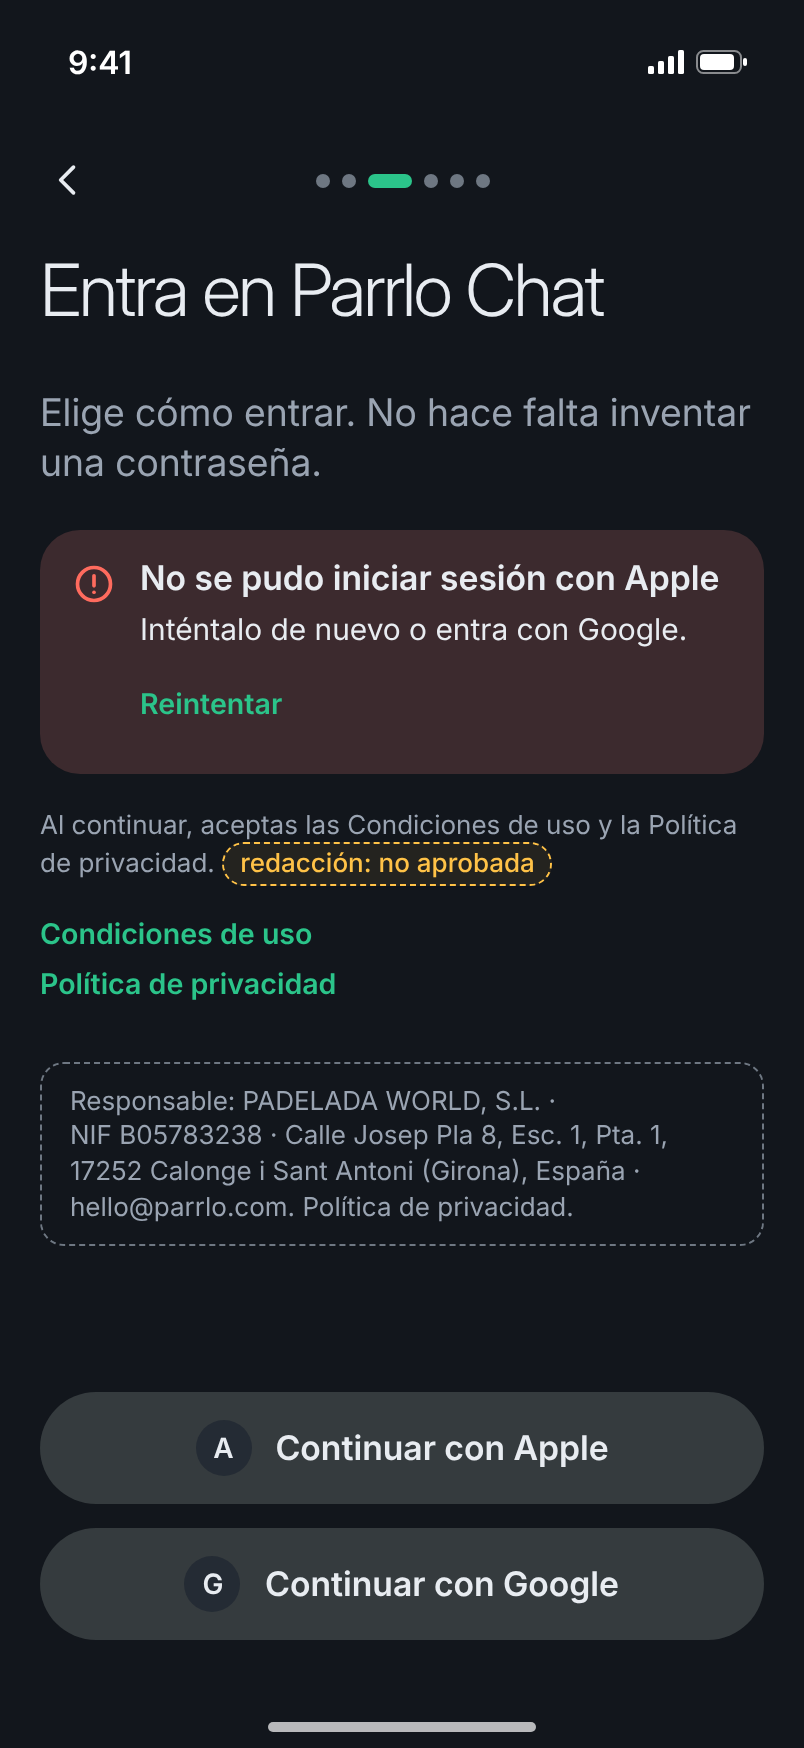 9:41
Entra en Parrlo Chat
Elige cómo entrar. No hace falta inventar
una contraseña.
No se pudo iniciar sesión con Apple
Inténtalo de nuevo o entra con Google.
Reintentar
Al continuar, aceptas las Condiciones de uso y la Política
de privacidad. redacción: no aprobada
Condiciones de uso
Política de privacidad
Responsable: PADELADA WORLD, S.L. ·
NIF B05783238 · Calle Josep Pla 8, Esc. 1, Pta. 1,
17252 Calonge i Sant Antoni (Girona), España ·
hello@parrlo.com. Política de privacidad.
A Continuar con Apple
G Continuar con Google